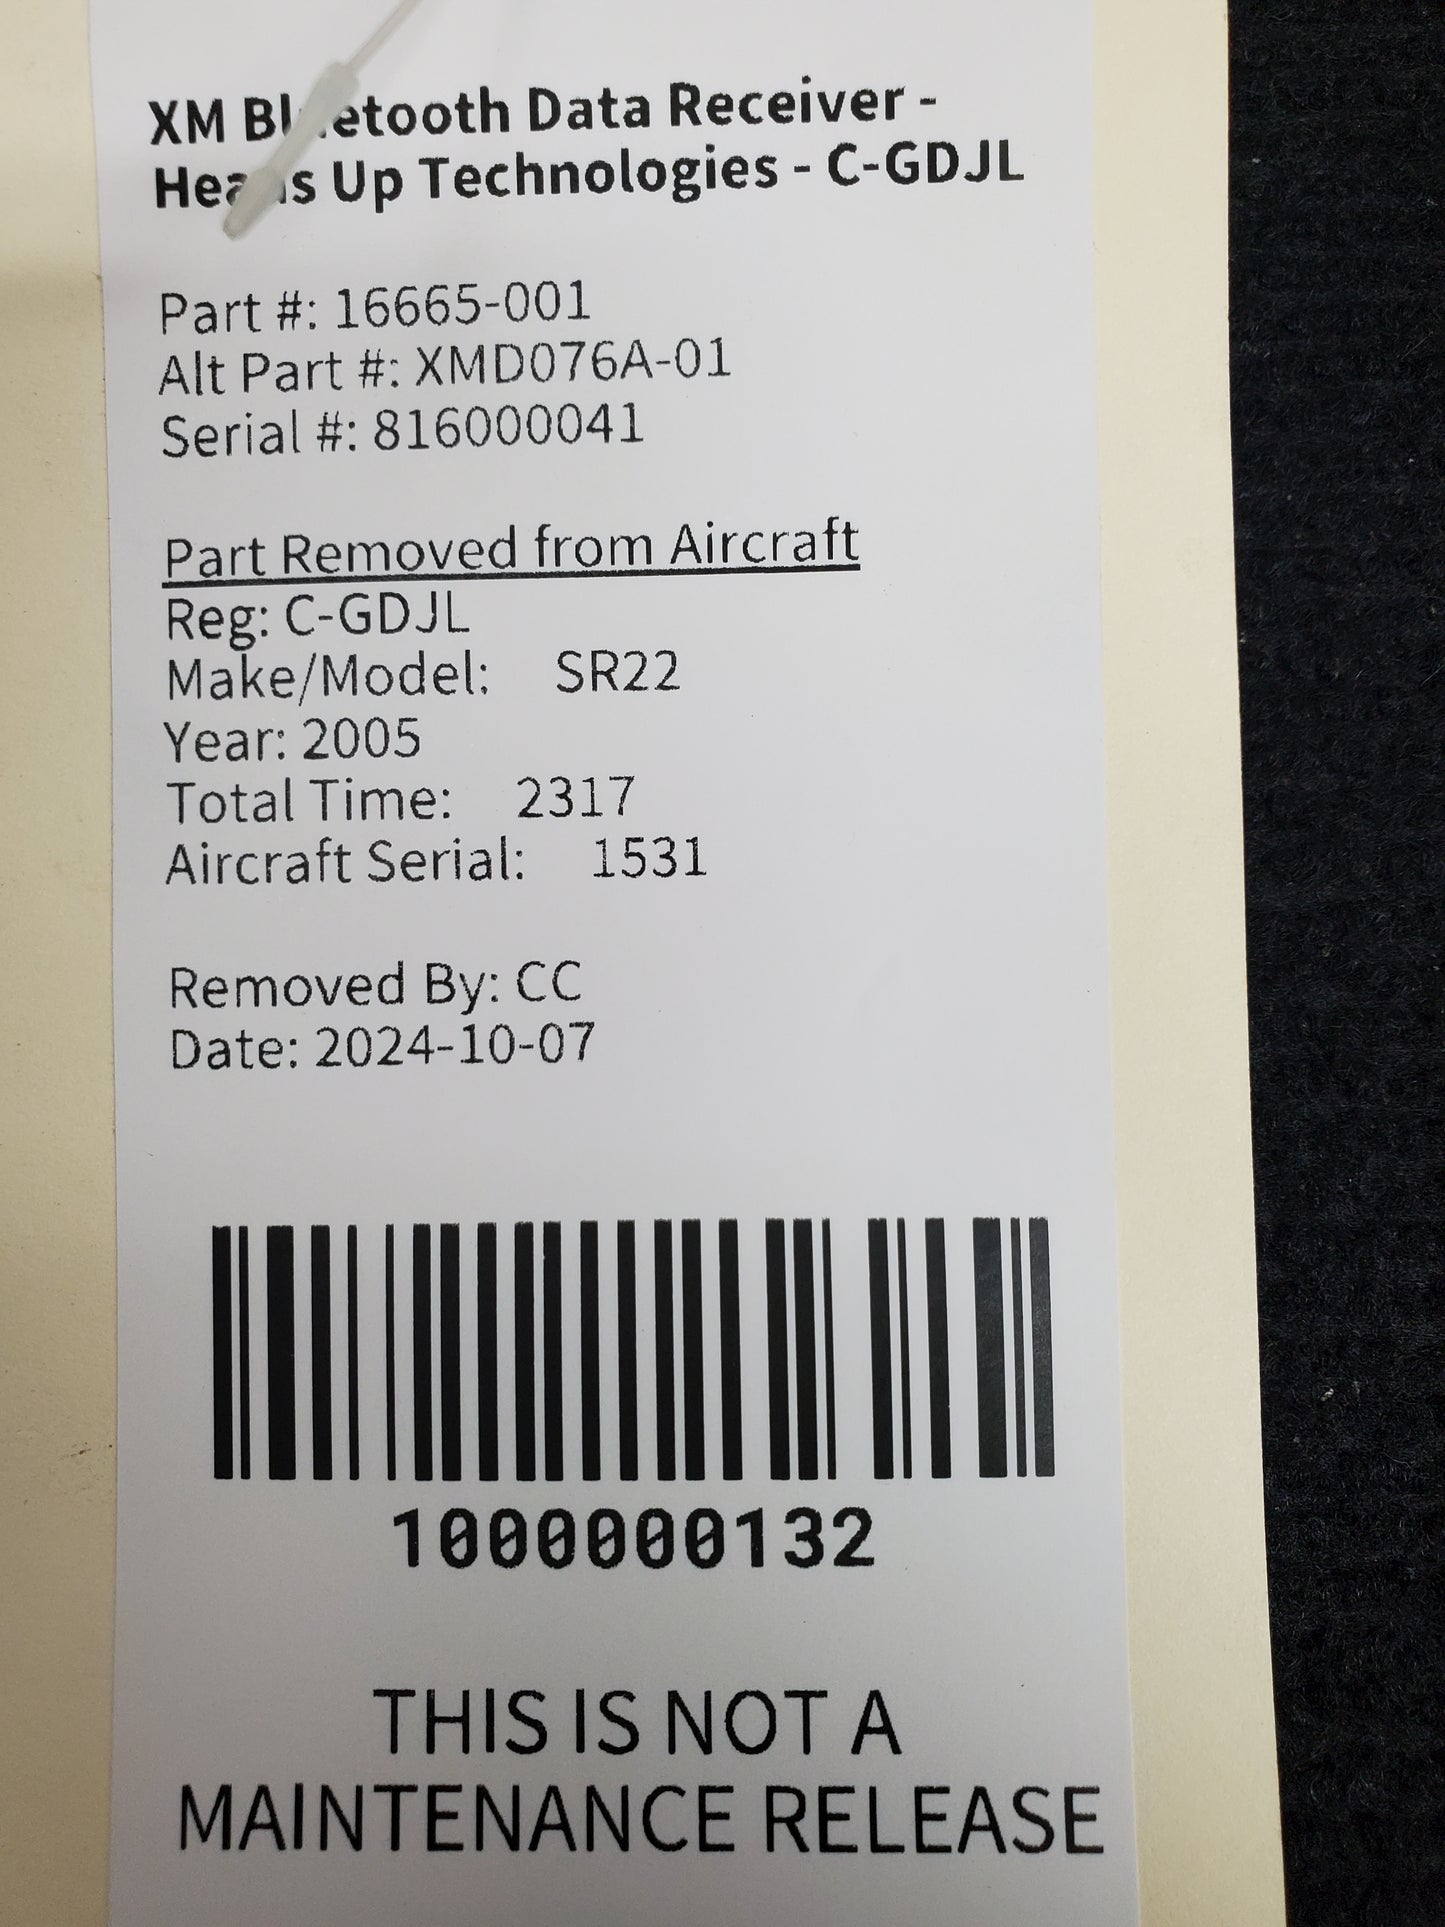 XM Bluetooth Data Receiver -
Heads Up Technologies - C-GDJL
Part #: 16665-001
Alt Part #: XMD076A-01
Serial #: 816000041
Part Removed from Aircraft
Reg: C-GDJL
Make/Model: SR22
Year: 2005
Total Time: 2317
Aircraft Serial: 1531
Removed By: CC
Date: 2024-10-07
1000000132
THIS IS NOT A
MAINTENANCE RELEASE